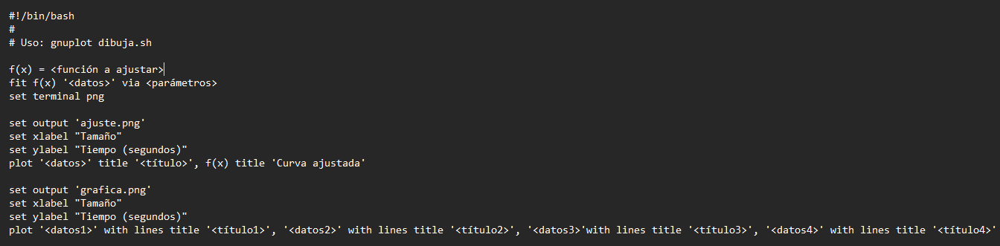 #!/bin/bash
#
# Uso: gnuplot dibuja.sh
f(x) = <función a ajustar>
fit f(x) '<datos>' via <parámetros>
set terminal png
set output 'ajuste.png'
set xlabel "Tamaño"
set ylabel "Tiempo (segundos)"
plot '<datos>' title '<título>', f(x) title 'Curva ajustada'
set output 'grafica.png'
set xlabel "Tamaño"
set ylabel "Tiempo (segundos)"
plot '<datos1>' with lines title '<título1>', '<datos2>' with lines title '<título2>', '<datos3>'with lines title '<título3>', '<datos4>' with lines title '<título4>'